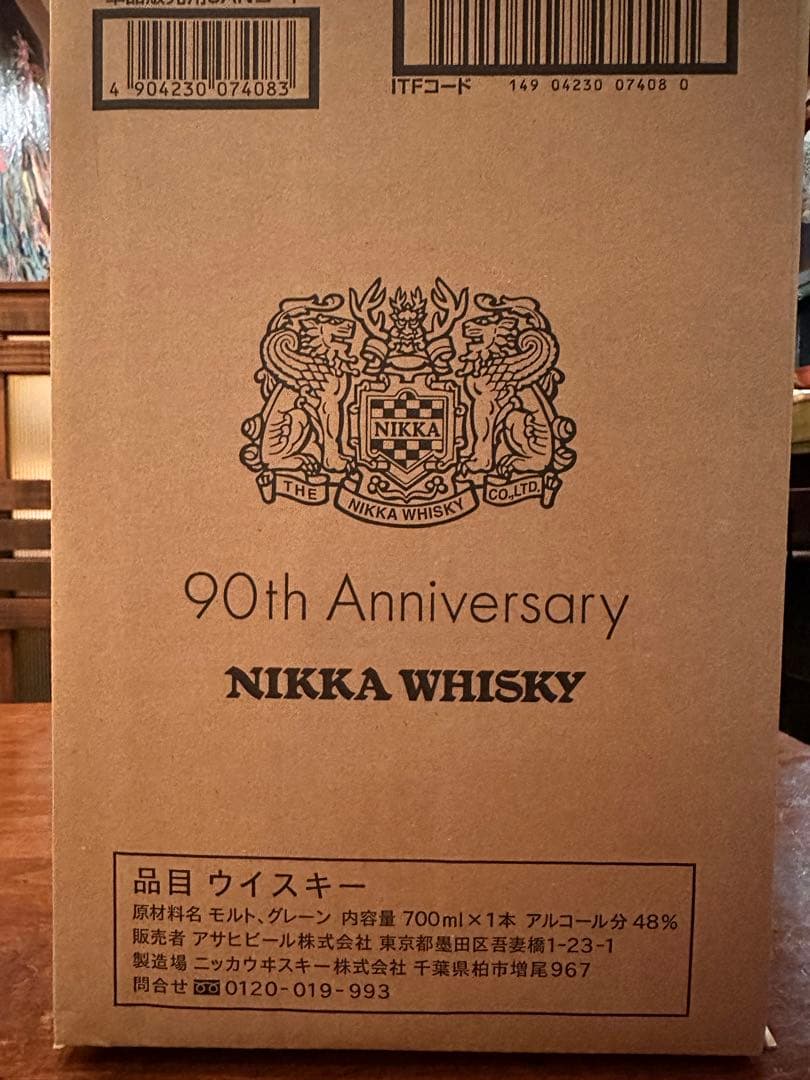 4 904230 074083
ITFコード 149 04230 07408 0
NIKKA
THE NIKKA WHISKY CO.,LTD.
90th Anniversary
NIKKA WHISKY
品目 ウイスキー
原材料名 モルト、グレーン 内容量 700ml×1本 アルコール分 48%
販売者 アサヒビール株式会社 東京都墨田区吾妻橋1-23-1
製造場 ニッカウヰスキー株式会社 千葉県柏市増尾967
問合せ 0120-019-993